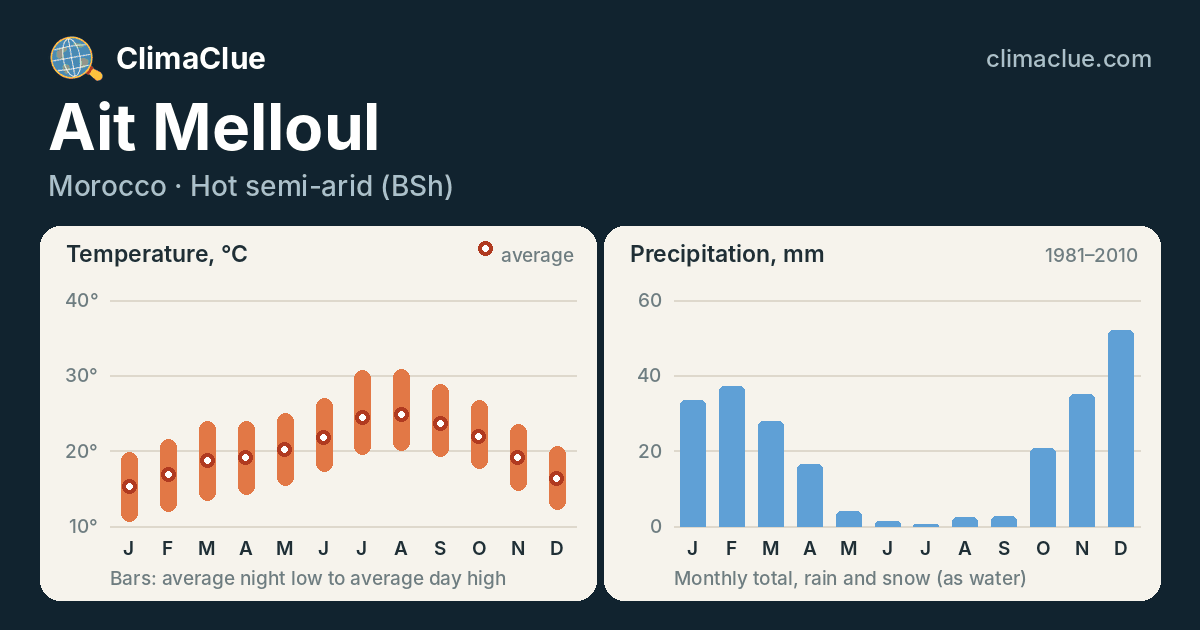 ClimaClue
climaclue.com
Ait Melloul
Morocco · Hot semi-arid (BSh)
Temperature, °C
average
40°
30°
20°
10°
J F M A M J J A S O N D
Bars: average night low to average day high
Precipitation, mm
1981–2010
60
40
20
0
J F M A M J J A S O N D
Monthly total, rain and snow (as water)